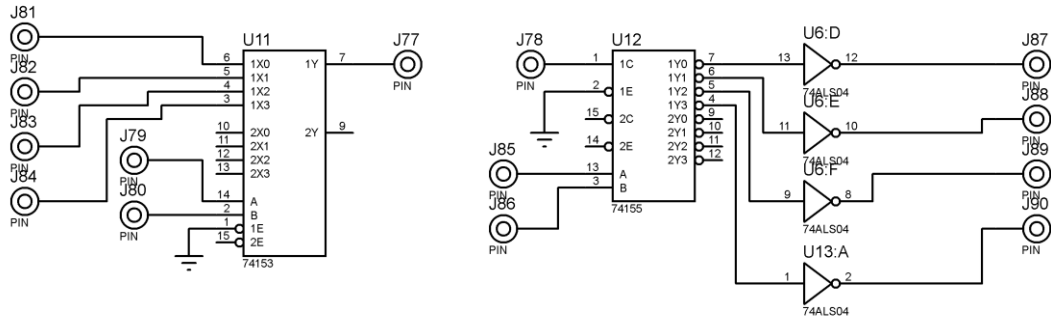 J81
PIN
J82
PIN
J83
PIN
J84
PIN
J79
PIN
J80
PIN
U11
6 1X0 1Y 7
5 1X1
4 1X2
3 1X3
10 2X0 2Y 9
11 2X1
12 2X2
13 2X3
14 A
2 B
1 1E
15 2E
74153
J77
PIN
J78
PIN
J85
PIN
J86
PIN
U12
1 1C 1Y0 7
1Y1 6
2 1E 1Y2 5
1Y3 4
15 2C 2Y0 9
2Y1 10
14 2E 2Y2 11
2Y3 12
13 A
3 B
74155
U6:D
13 12
74ALS04
U6:E
11 10
74ALS04
U6:F
9 8
74ALS04
U13:A
1 2
74ALS04
J87
PIN
J88
PIN
J89
PIN
J90
PIN